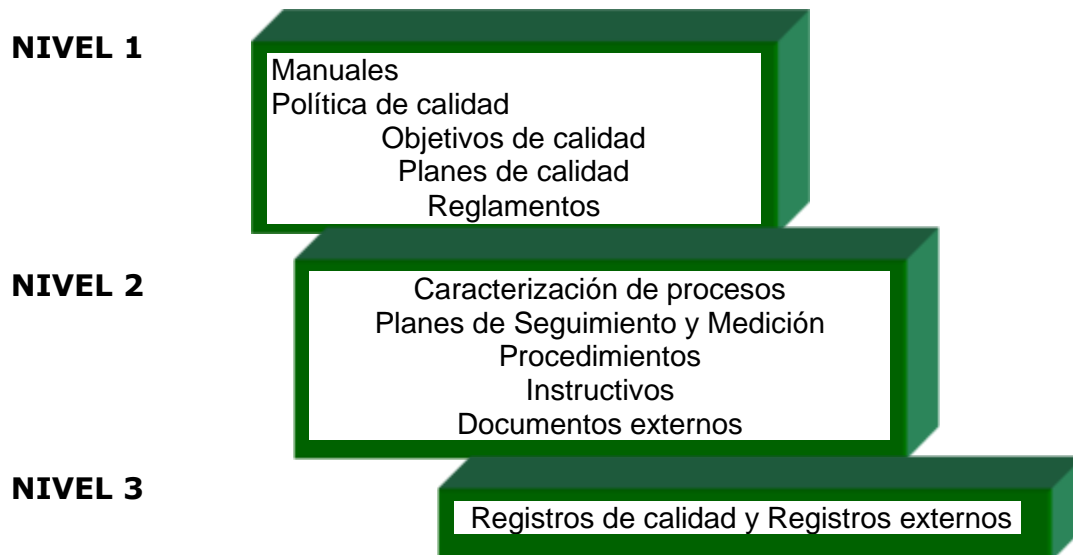 NIVEL 1
Manuales
Política de calidad
Objetivos de calidad
Planes de calidad
Reglamentos
NIVEL 2
Caracterización de procesos
Planes de Seguimiento y Medición
Procedimientos
Instructivos
Documentos externos
NIVEL 3
Registros de calidad y Registros externos